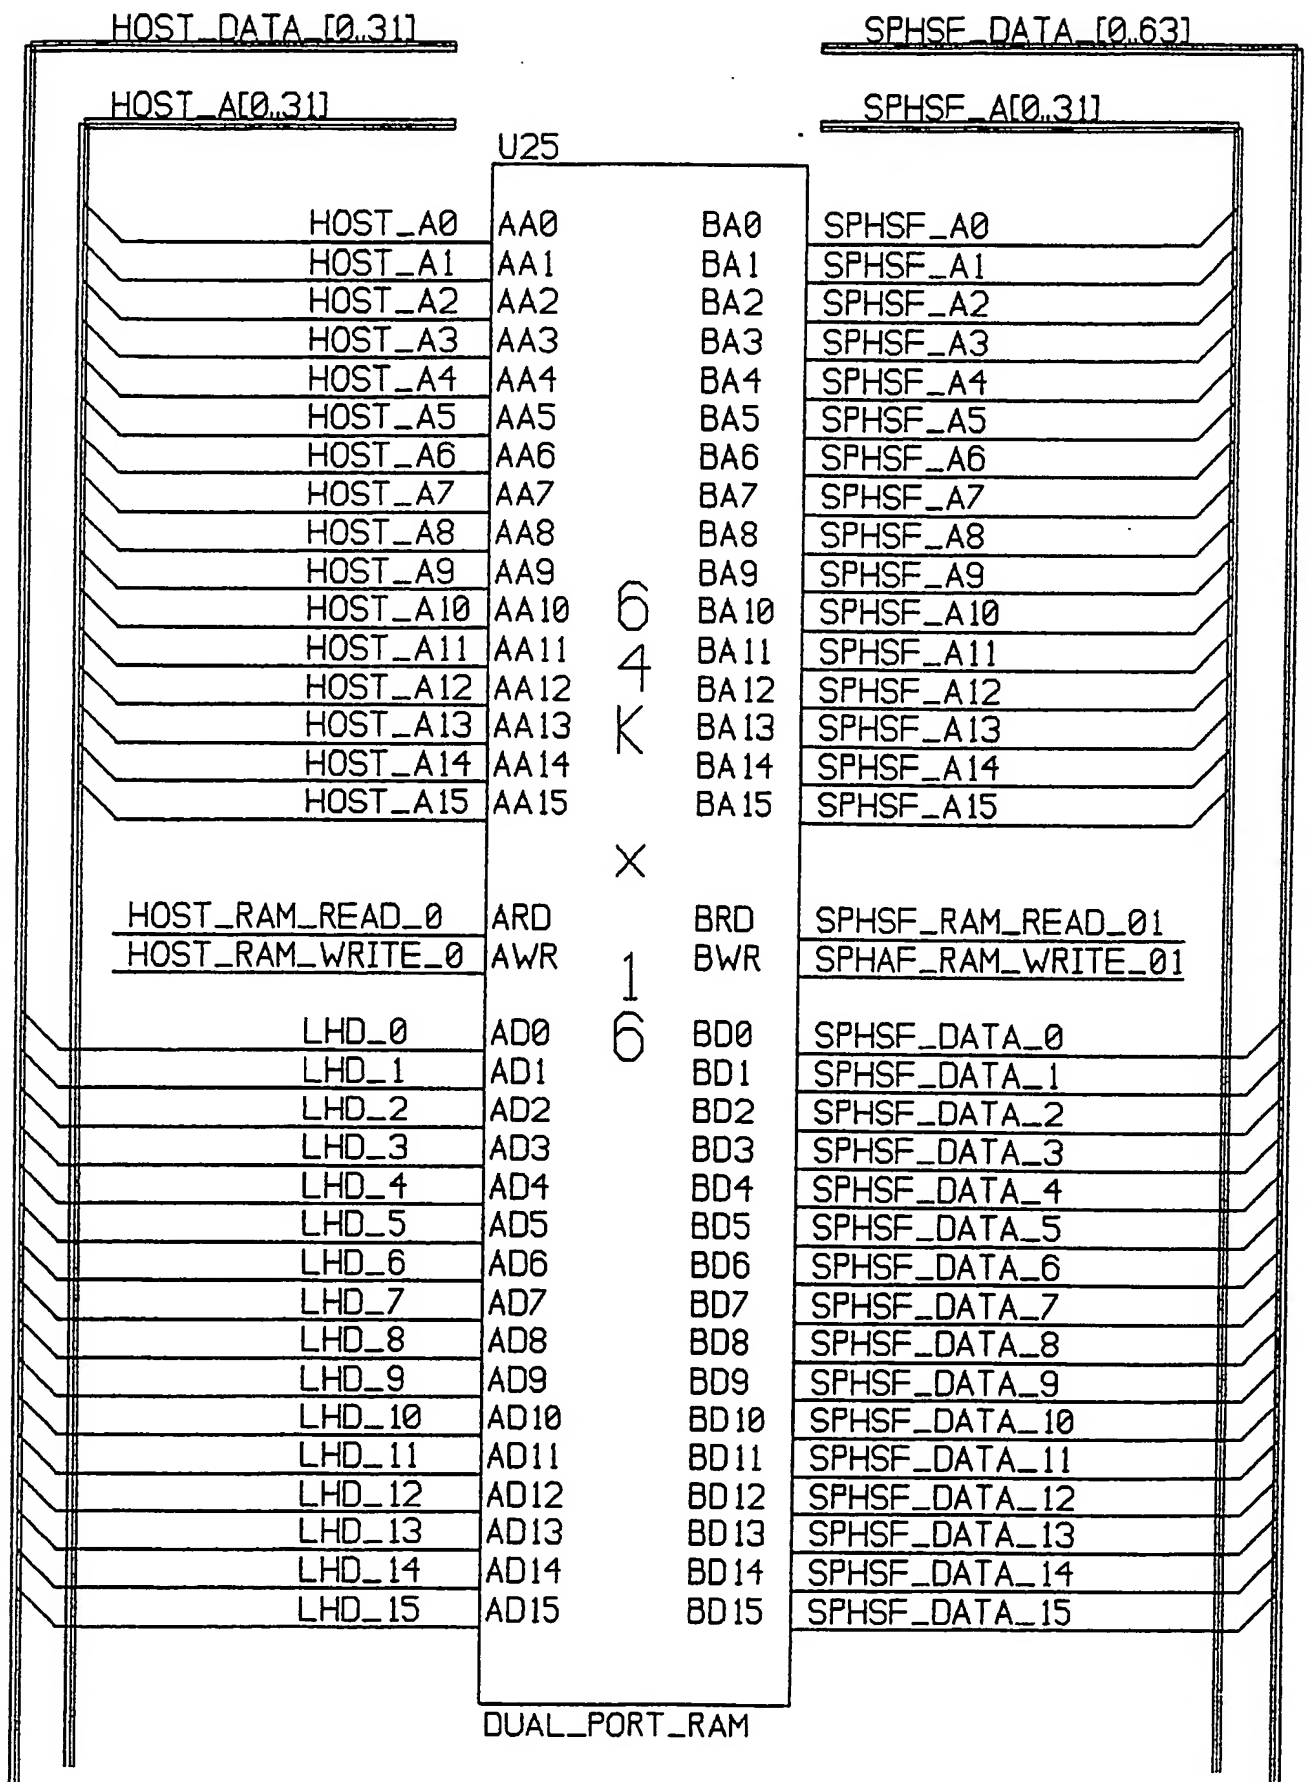 HOST_DATA_[0..31] SPHSF_DATA_[0..63]
HOST_A[0..31] SPHSF_A[0..31]
U25
HOST_A0 AA0 BA0 SPHSF_A0
HOST_A1 AA1 BA1 SPHSF_A1
HOST_A2 AA2 BA2 SPHSF_A2
HOST_A3 AA3 BA3 SPHSF_A3
HOST_A4 AA4 BA4 SPHSF_A4
HOST_A5 AA5 BA5 SPHSF_A5
HOST_A6 AA6 BA6 SPHSF_A6
HOST_A7 AA7 BA7 SPHSF_A7
HOST_A8 AA8 BA8 SPHSF_A8
HOST_A9 AA9 BA9 SPHSF_A9
HOST_A10 AA10 BA10 SPHSF_A10
HOST_A11 AA11 BA11 SPHSF_A11
HOST_A12 AA12 BA12 SPHSF_A12
HOST_A13 AA13 BA13 SPHSF_A13
HOST_A14 AA14 BA14 SPHSF_A14
HOST_A15 AA15 BA15 SPHSF_A15
64K x 16
HOST_RAM_READ_0 ARD BRD SPHSF_RAM_READ_01
HOST_RAM_WRITE_0 AWR BWR SPHAF_RAM_WRITE_01
LHD_0 AD0 BD0 SPHSF_DATA_0
LHD_1 AD1 BD1 SPHSF_DATA_1
LHD_2 AD2 BD2 SPHSF_DATA_2
LHD_3 AD3 BD3 SPHSF_DATA_3
LHD_4 AD4 BD4 SPHSF_DATA_4
LHD_5 AD5 BD5 SPHSF_DATA_5
LHD_6 AD6 BD6 SPHSF_DATA_6
LHD_7 AD7 BD7 SPHSF_DATA_7
LHD_8 AD8 BD8 SPHSF_DATA_8
LHD_9 AD9 BD9 SPHSF_DATA_9
LHD_10 AD10 BD10 SPHSF_DATA_10
LHD_11 AD11 BD11 SPHSF_DATA_11
LHD_12 AD12 BD12 SPHSF_DATA_12
LHD_13 AD13 BD13 SPHSF_DATA_13
LHD_14 AD14 BD14 SPHSF_DATA_14
LHD_15 AD15 BD15 SPHSF_DATA_15
DUAL_PORT_RAM